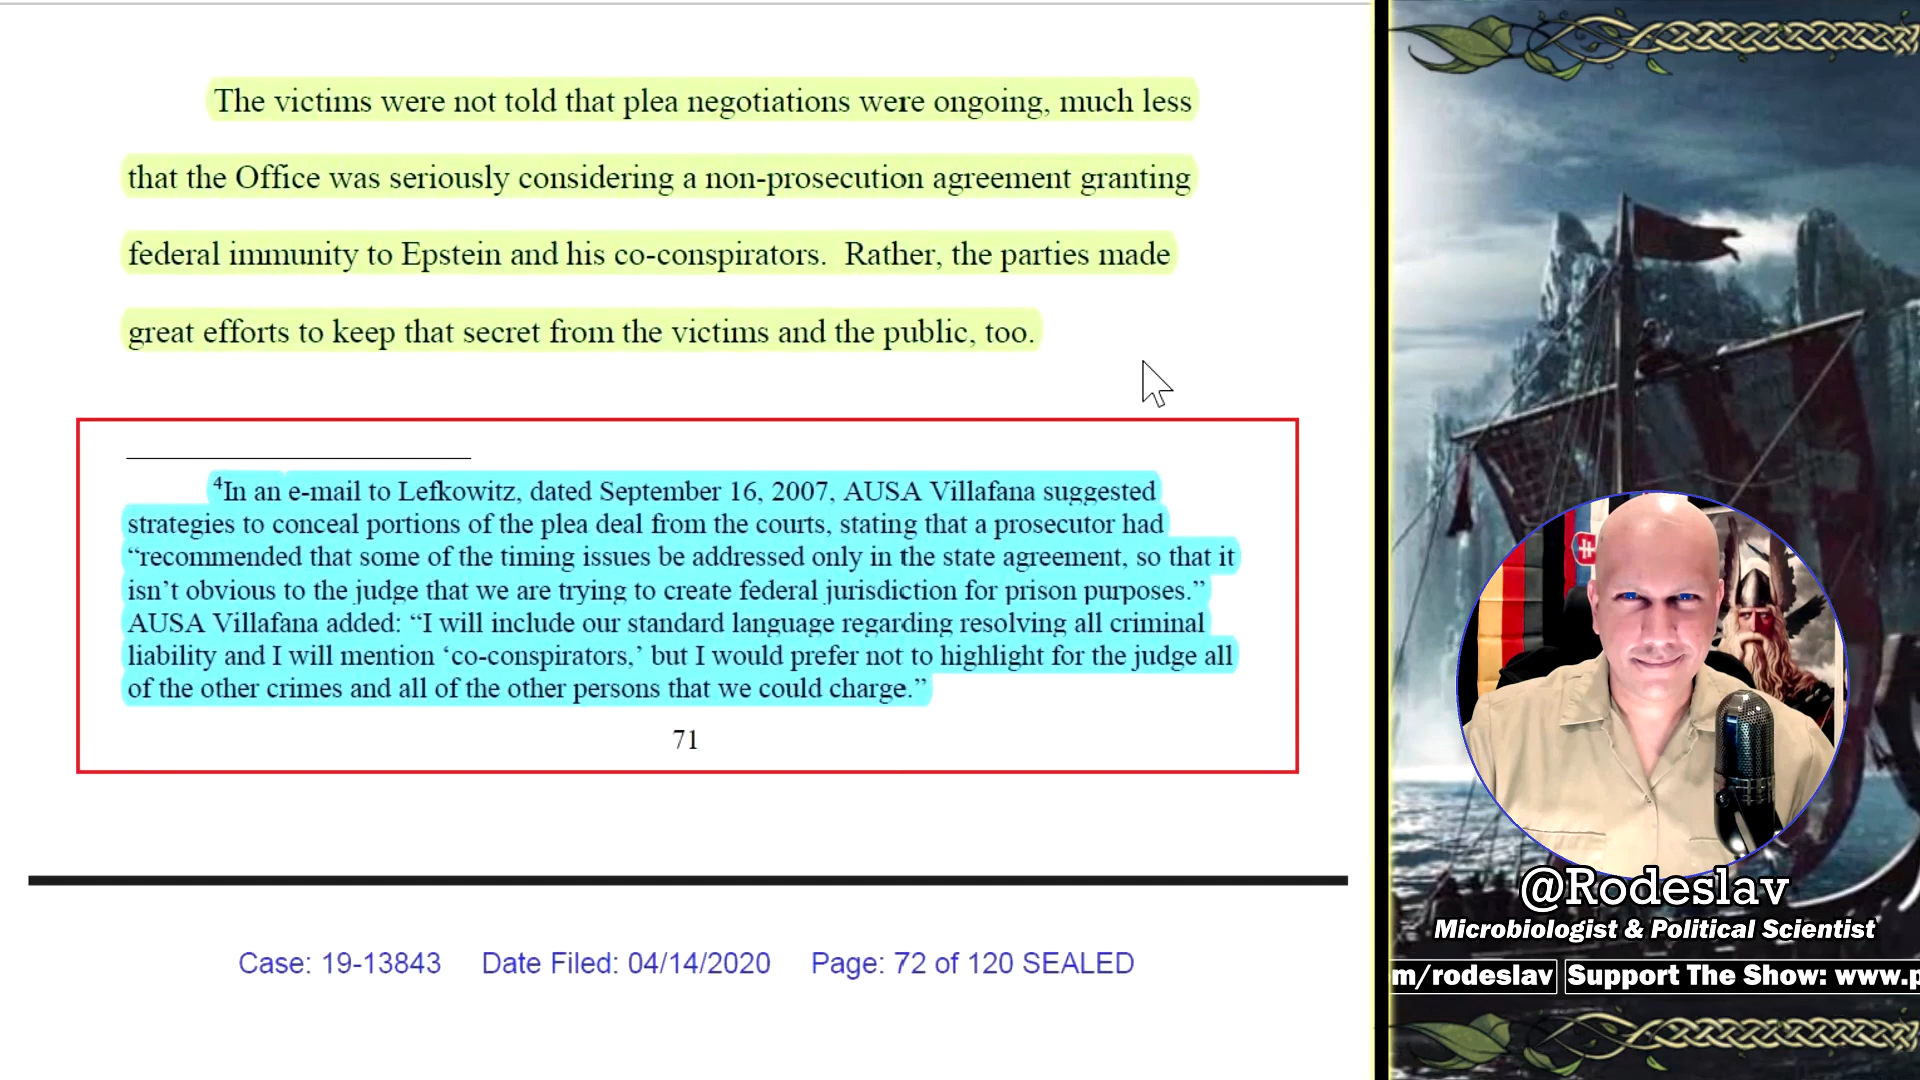 The victims were not told that plea negotiations were ongoing, much less
that the Office was seriously considering a non-prosecution agreement granting
federal immunity to Epstein and his co-conspirators.  Rather, the parties made
great efforts to keep that secret from the victims and the public, too.
⁴In an e-mail to Lefkowitz, dated September 16, 2007, AUSA Villafana suggested
strategies to conceal portions of the plea deal from the courts, stating that a prosecutor had
“recommended that some of the timing issues be addressed only in the state agreement, so that it
isn’t obvious to the judge that we are trying to create federal jurisdiction for prison purposes.”
AUSA Villafana added: “I will include our standard language regarding resolving all criminal
liability and I will mention ‘co-conspirators,’ but I would prefer not to highlight for the judge all
of the other crimes and all of the other persons that we could charge.”
71
Case: 19-13843 Date Filed: 04/14/2020 Page: 72 of 120 SEALED
@Rodeslav
Microbiologist & Political Scientist
m/rodeslav Support The Show: www.p